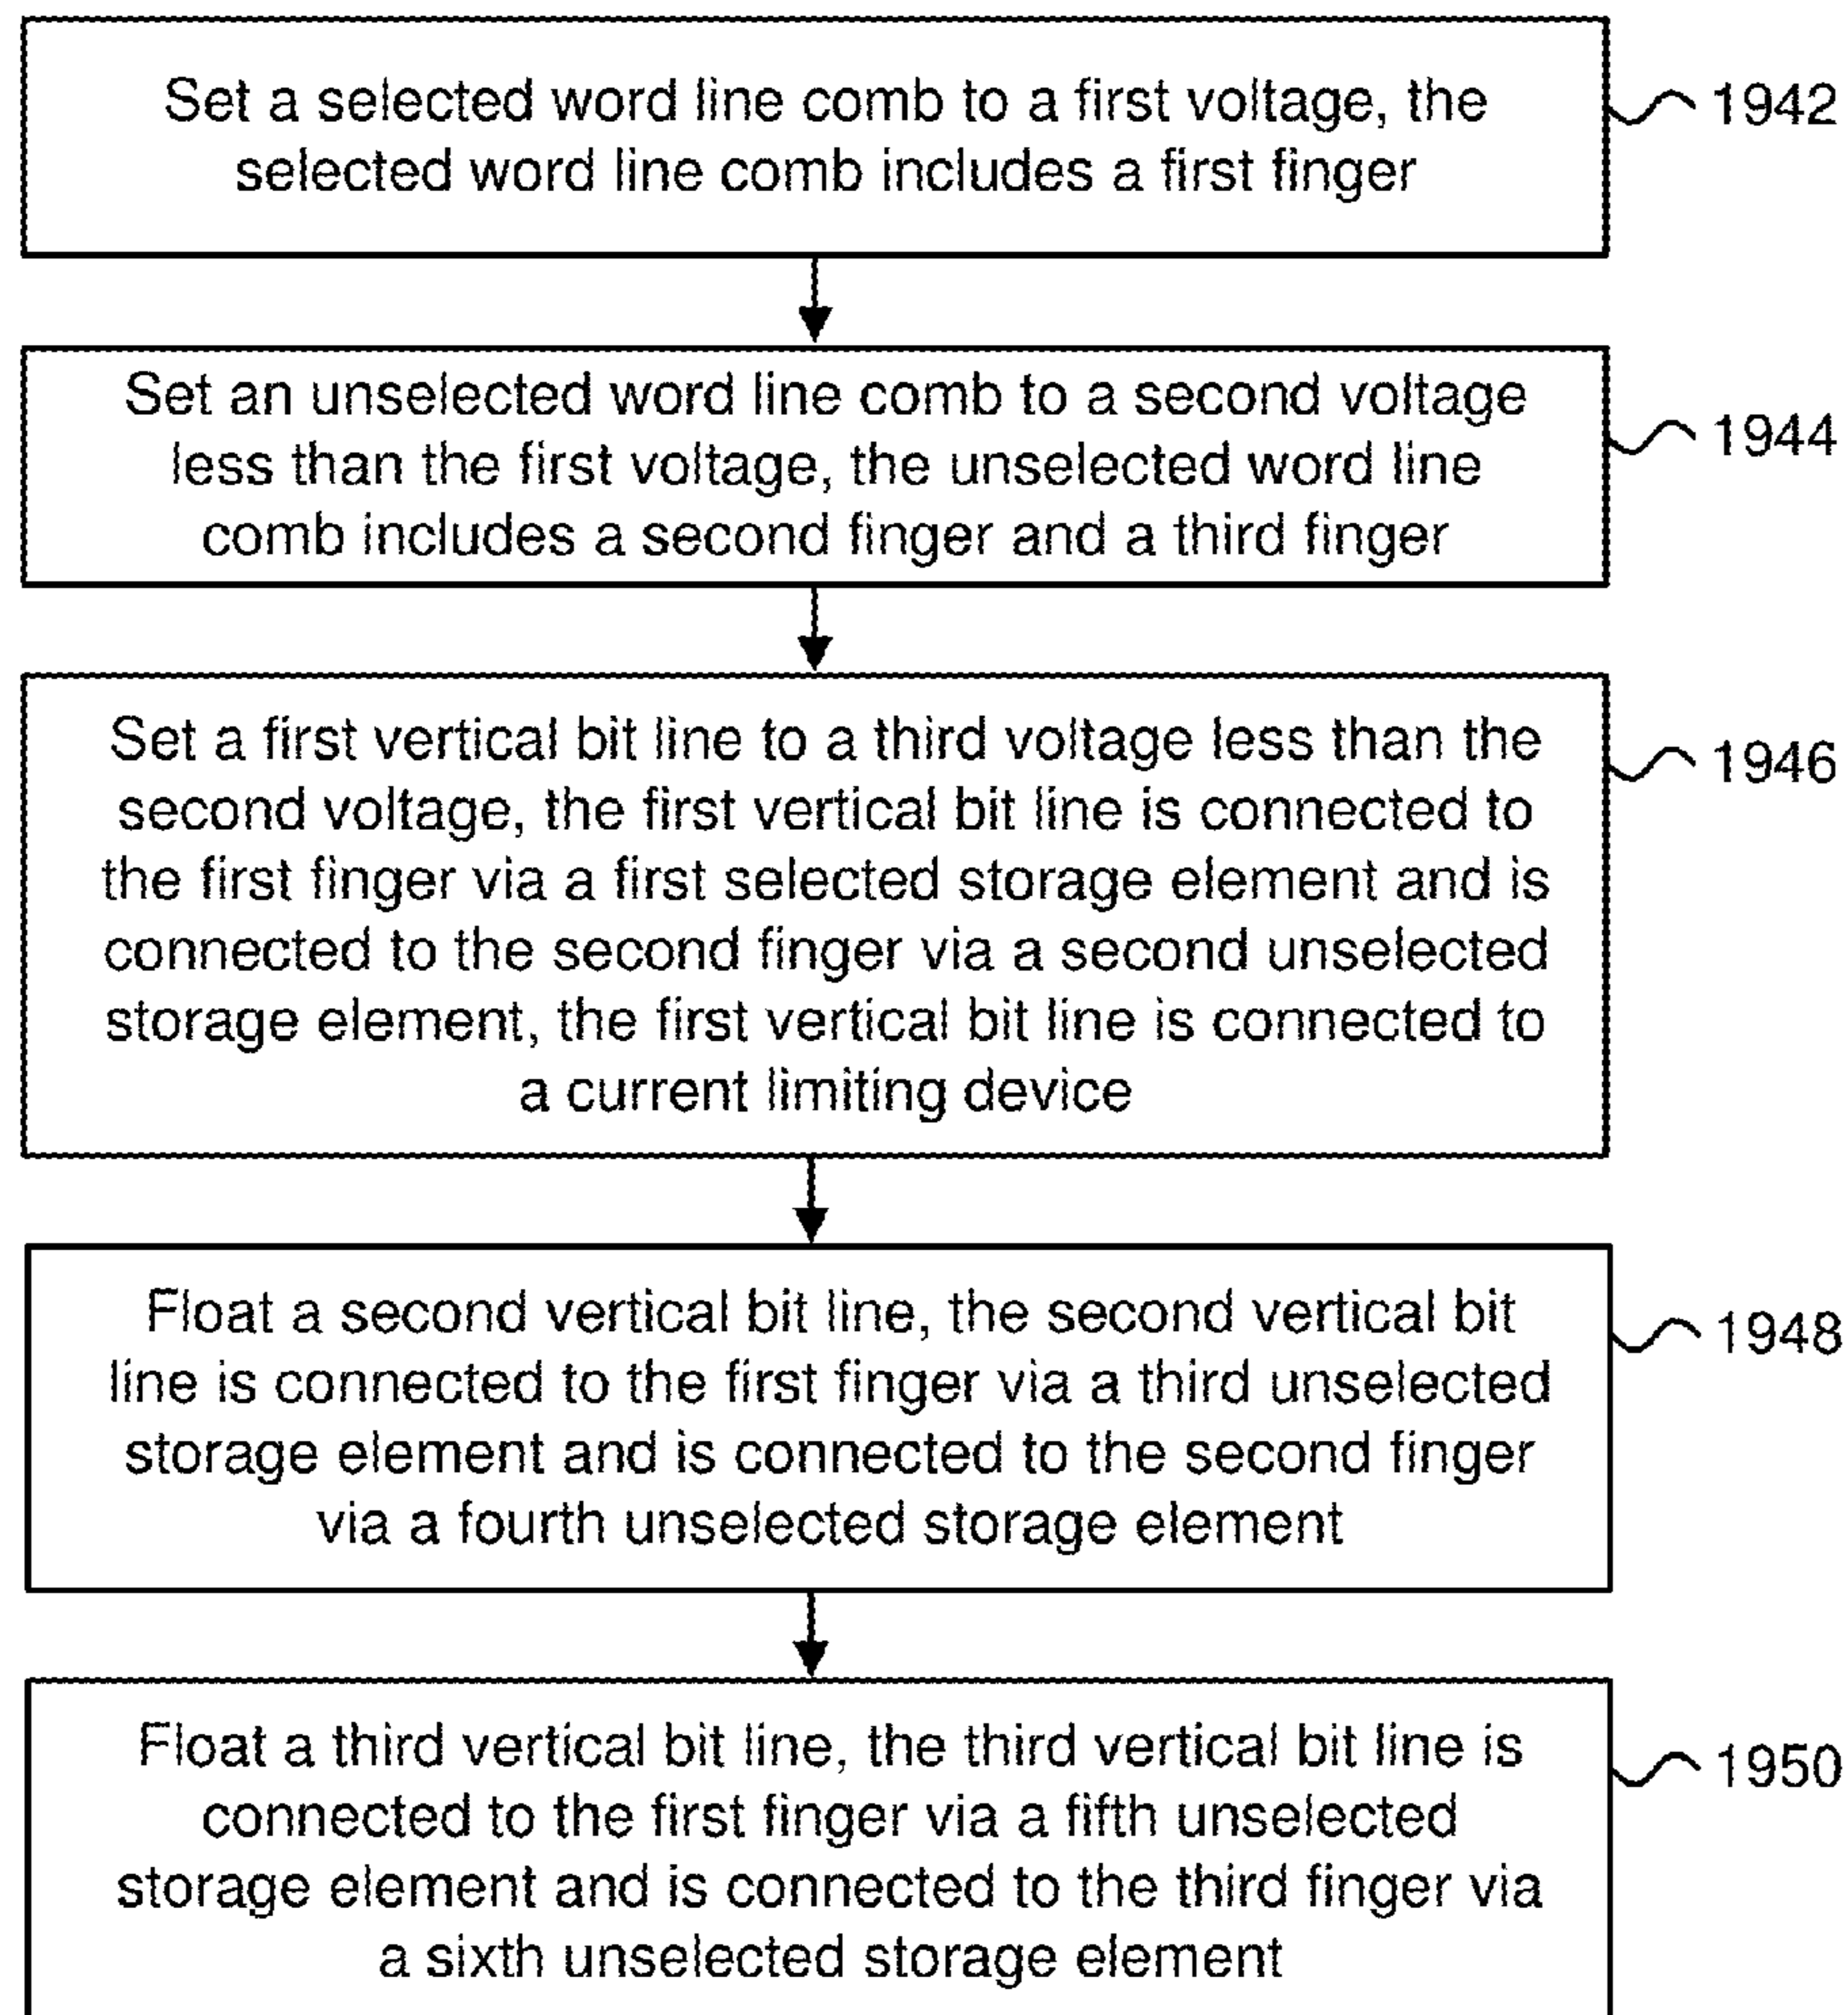 Set a selected word line comb to a first voltage, the
selected word line comb includes a first finger
1942
Set an unselected word line comb to a second voltage
less than the first voltage, the unselected word line
comb includes a second finger and a third finger
1944
Set a first vertical bit line to a third voltage less than the
second voltage, the first vertical bit line is connected to
the first finger via a first selected storage element and is
connected to the second finger via a second unselected
storage element, the first vertical bit line is connected to
a current limiting device
1946
Float a second vertical bit line, the second vertical bit
line is connected to the first finger via a third unselected
storage element and is connected to the second finger
via a fourth unselected storage element
1948
Float a third vertical bit line, the third vertical bit line is
connected to the first finger via a fifth unselected
storage element and is connected to the third finger via
a sixth unselected storage element
1950